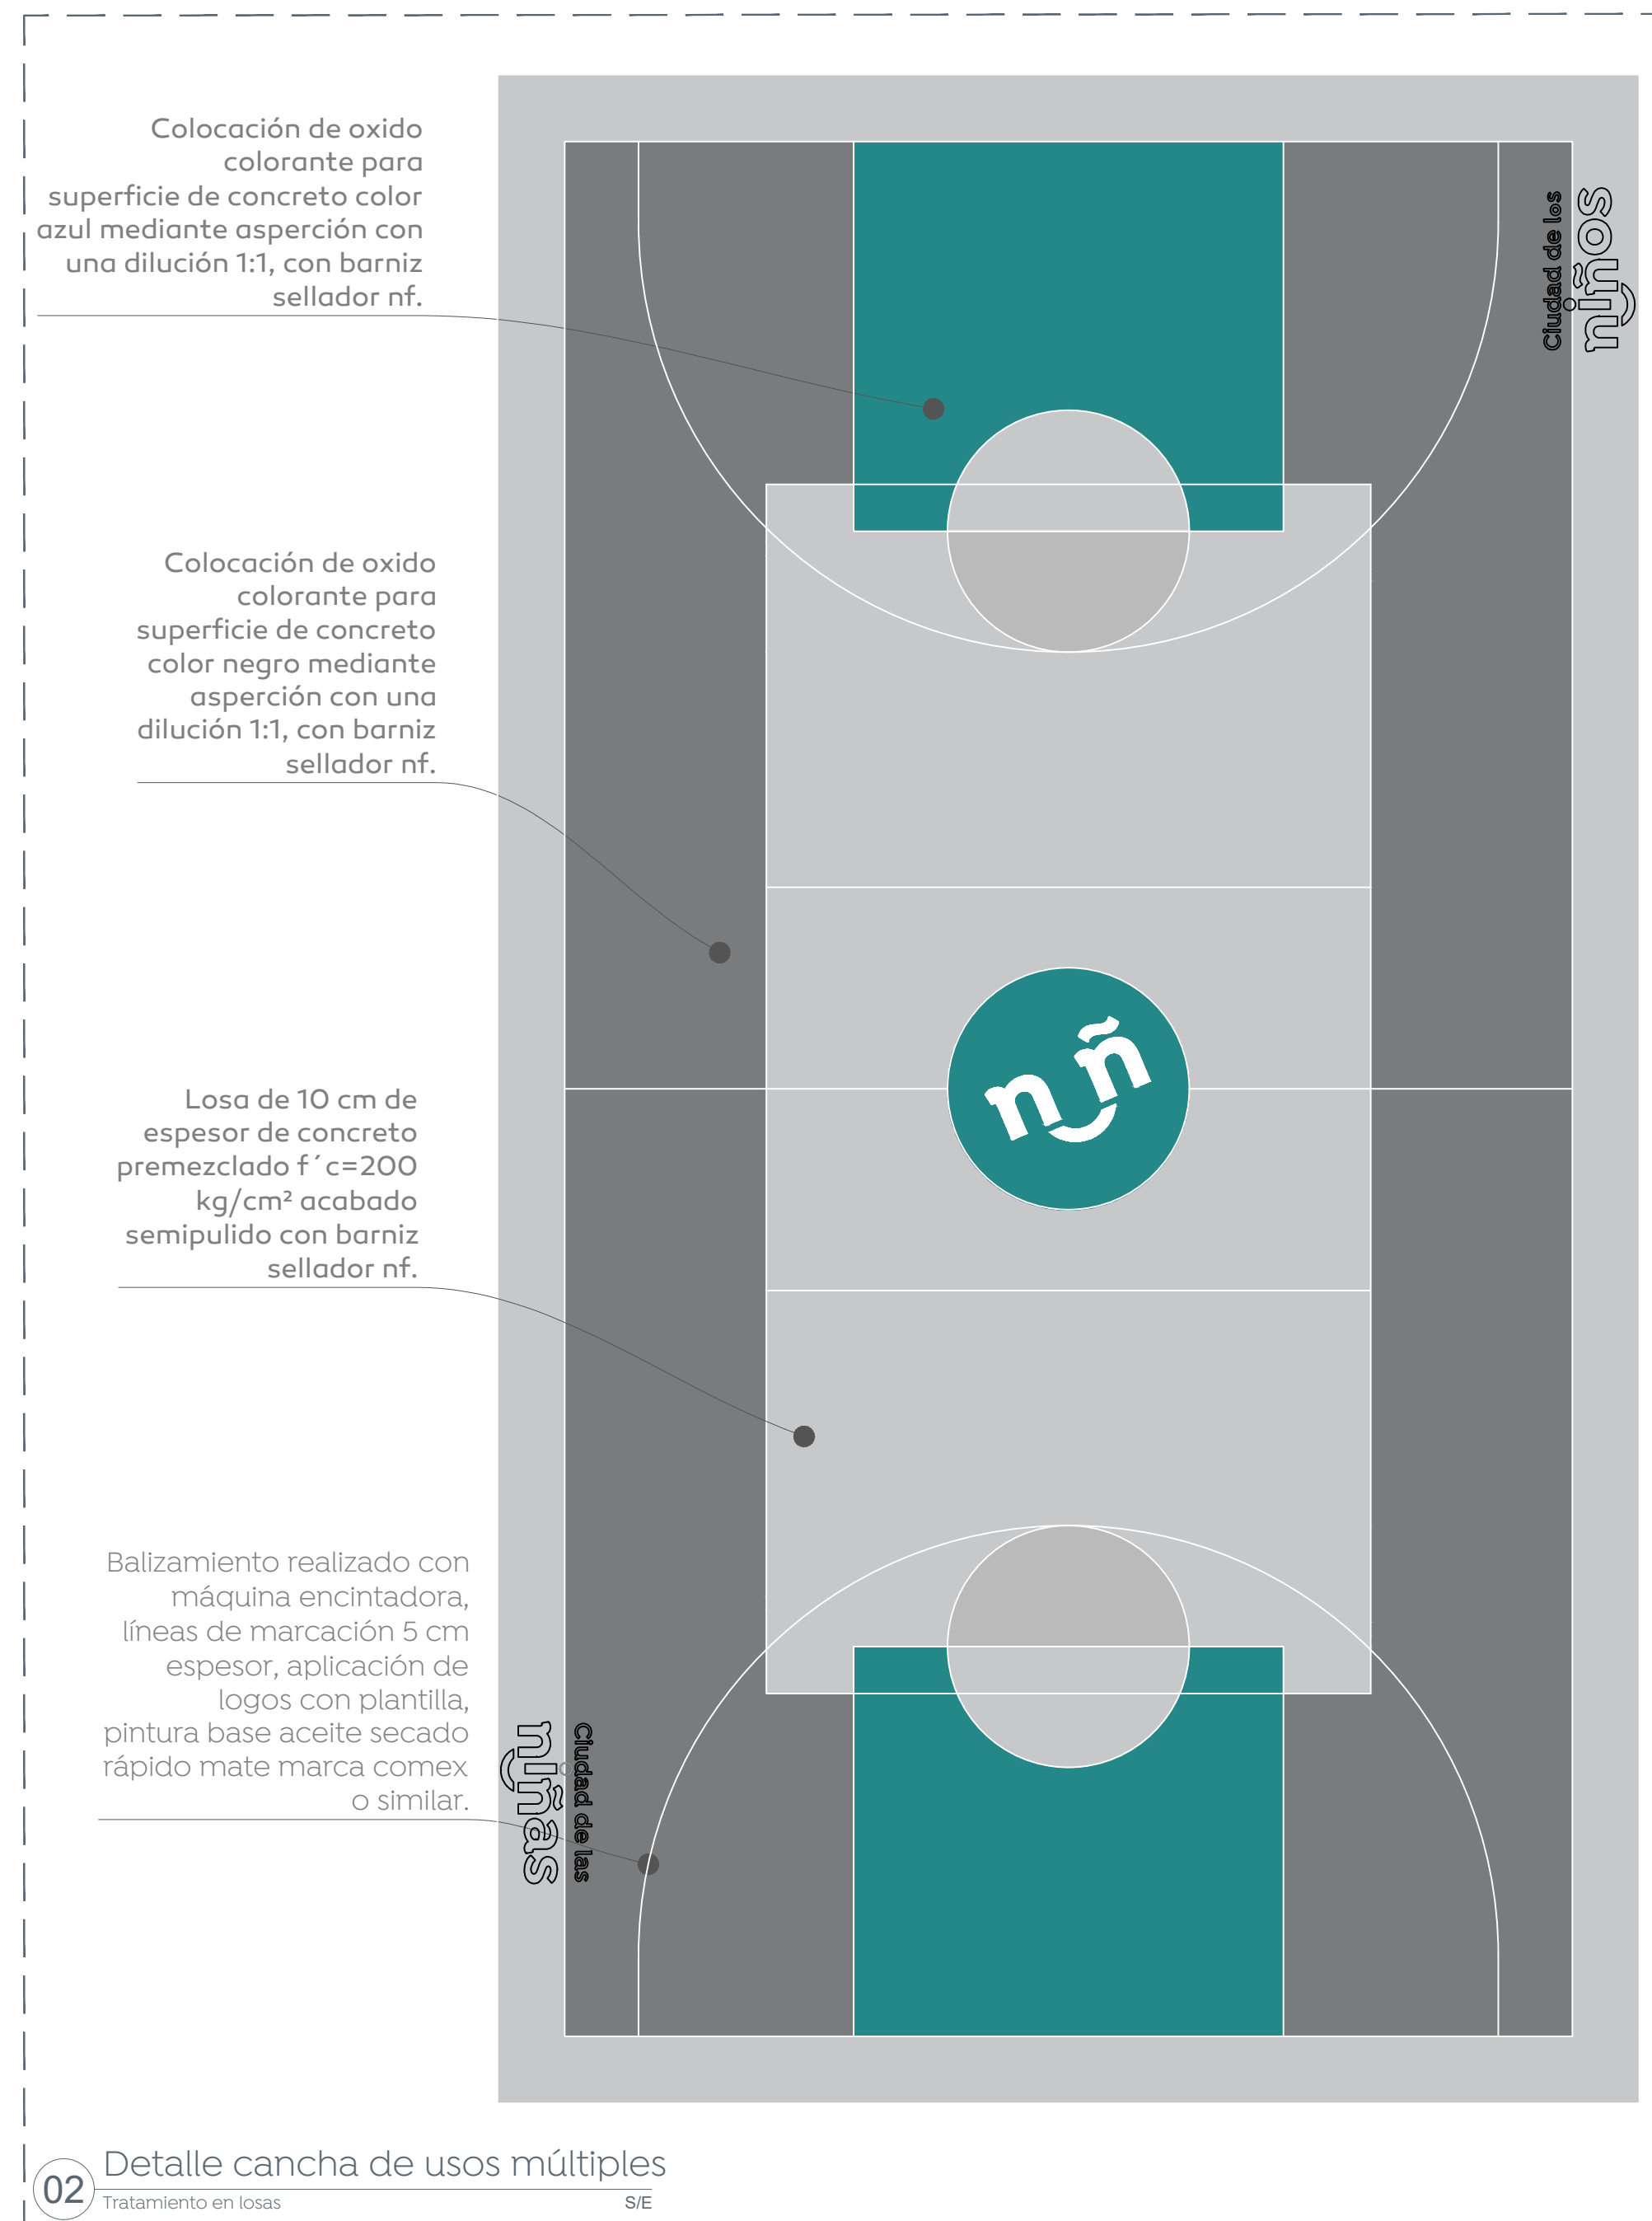 Colocación de oxido
colorante para
superficie de concreto color
azul mediante asperción con
una dilución 1:1, con barniz
sellador nf.
Ciudad de los
niños
Colocación de oxido
colorante para
superficie de concreto
color negro mediante
asperción con una
dilución 1:1, con barniz
sellador nf.
n ñ
Losa de 10 cm de
espesor de concreto
premezclado f´c=200
kg/cm² acabado
semipulido con barniz
sellador nf.
Balizamiento realizado con
máquina encintadora,
líneas de marcación 5 cm
espesor, aplicación de
logos con plantilla,
pintura base aceite secado
rápido mate marca comex
o similar.
Ciudad de las
niñas
02
Detalle cancha de usos múltiples
Tratamiento en losas S/E